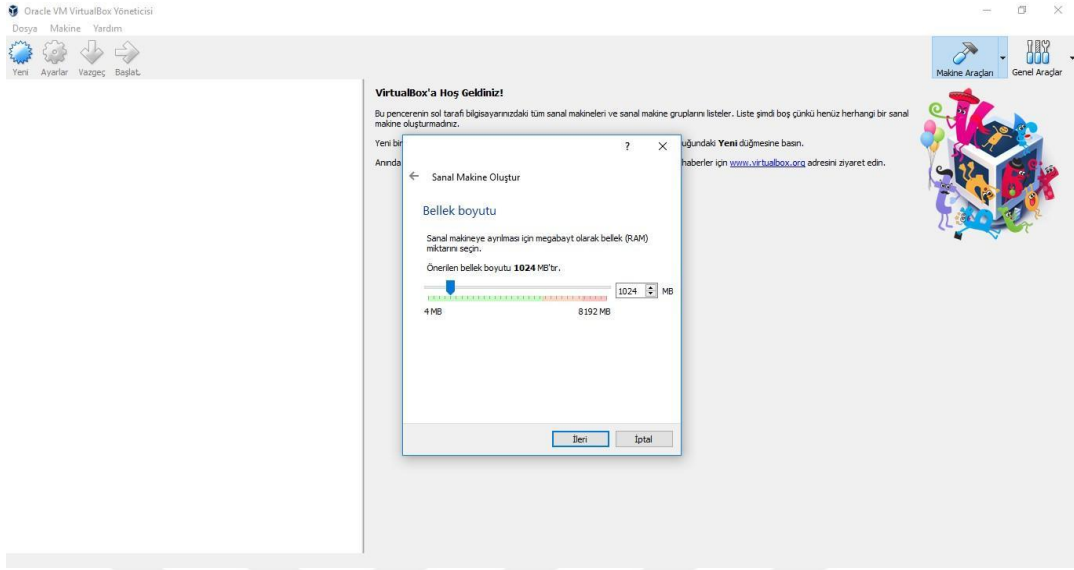 Oracle VM VirtualBox Yöneticisi
Dosya Makine Yardım
Yeni Ayarlar Vazgeç Başlat
Makine Araçları Genel Araçlar
VirtualBox'a Hoş Geldiniz!
Bu pencerenin sol tarafı bilgisayarınızdaki tüm sanal makineleri ve sanal makine gruplarını listeler. Liste şimdi boş çünkü henüz herhangi bir sanal
makine oluşturmadınız.
Yeni bir
uğundaki Yeni düğmesine basın.
Anında
haberler için www.virtualbox.org adresini ziyaret edin.
?
Sanal Makine Oluştur
Bellek boyutu
Sanal makineye ayrılması için megabayt olarak bellek (RAM)
miktarını seçin.
Önerilen bellek boyutu 1024 MB'tır.
1024 MB
4 MB 8192 MB
İleri İptal